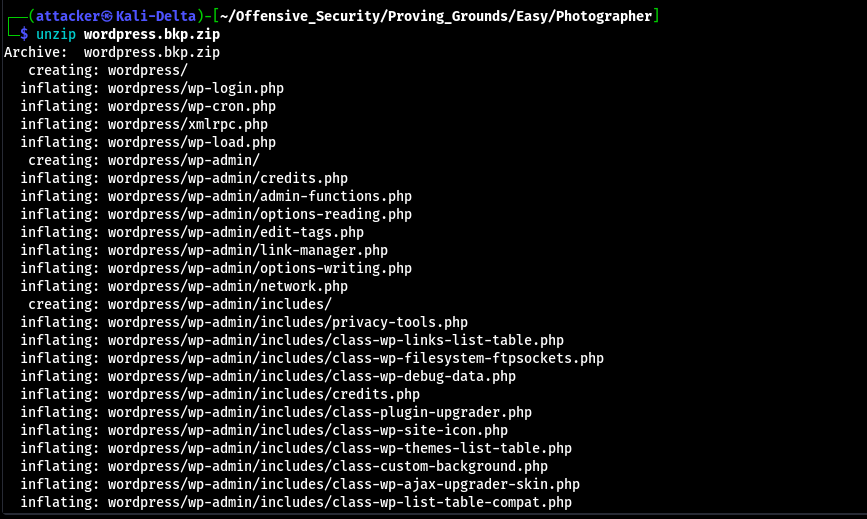 ┌──(attacker㉿Kali-Delta)-[~/Offensive_Security/Proving_Grounds/Easy/Photographer]
└─$ unzip wordpress.bkp.zip
Archive:  wordpress.bkp.zip
   creating: wordpress/
  inflating: wordpress/wp-login.php
  inflating: wordpress/wp-cron.php
  inflating: wordpress/xmlrpc.php
  inflating: wordpress/wp-load.php
   creating: wordpress/wp-admin/
  inflating: wordpress/wp-admin/credits.php
  inflating: wordpress/wp-admin/admin-functions.php
  inflating: wordpress/wp-admin/options-reading.php
  inflating: wordpress/wp-admin/edit-tags.php
  inflating: wordpress/wp-admin/link-manager.php
  inflating: wordpress/wp-admin/options-writing.php
  inflating: wordpress/wp-admin/network.php
   creating: wordpress/wp-admin/includes/
  inflating: wordpress/wp-admin/includes/privacy-tools.php
  inflating: wordpress/wp-admin/includes/class-wp-links-list-table.php
  inflating: wordpress/wp-admin/includes/class-wp-filesystem-ftpsockets.php
  inflating: wordpress/wp-admin/includes/class-wp-debug-data.php
  inflating: wordpress/wp-admin/includes/credits.php
  inflating: wordpress/wp-admin/includes/class-plugin-upgrader.php
  inflating: wordpress/wp-admin/includes/class-wp-site-icon.php
  inflating: wordpress/wp-admin/includes/class-wp-themes-list-table.php
  inflating: wordpress/wp-admin/includes/class-custom-background.php
  inflating: wordpress/wp-admin/includes/class-wp-ajax-upgrader-skin.php
  inflating: wordpress/wp-admin/includes/class-wp-list-table-compat.php